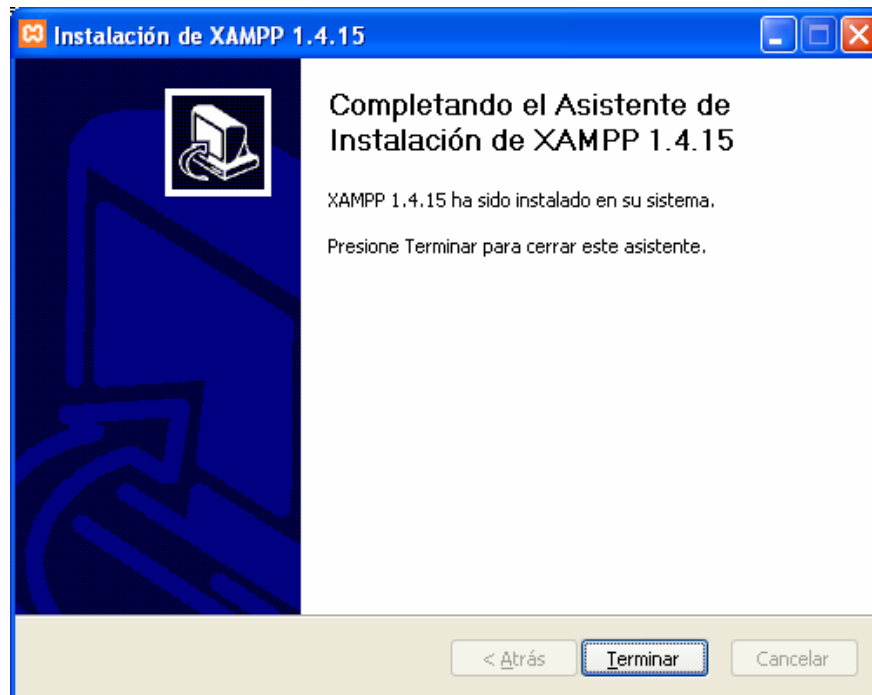 Instalación de XAMPP 1.4.15
Completando el Asistente de
Instalación de XAMPP 1.4.15
XAMPP 1.4.15 ha sido instalado en su sistema.
Presione Terminar para cerrar este asistente.
< Atrás Terminar Cancelar